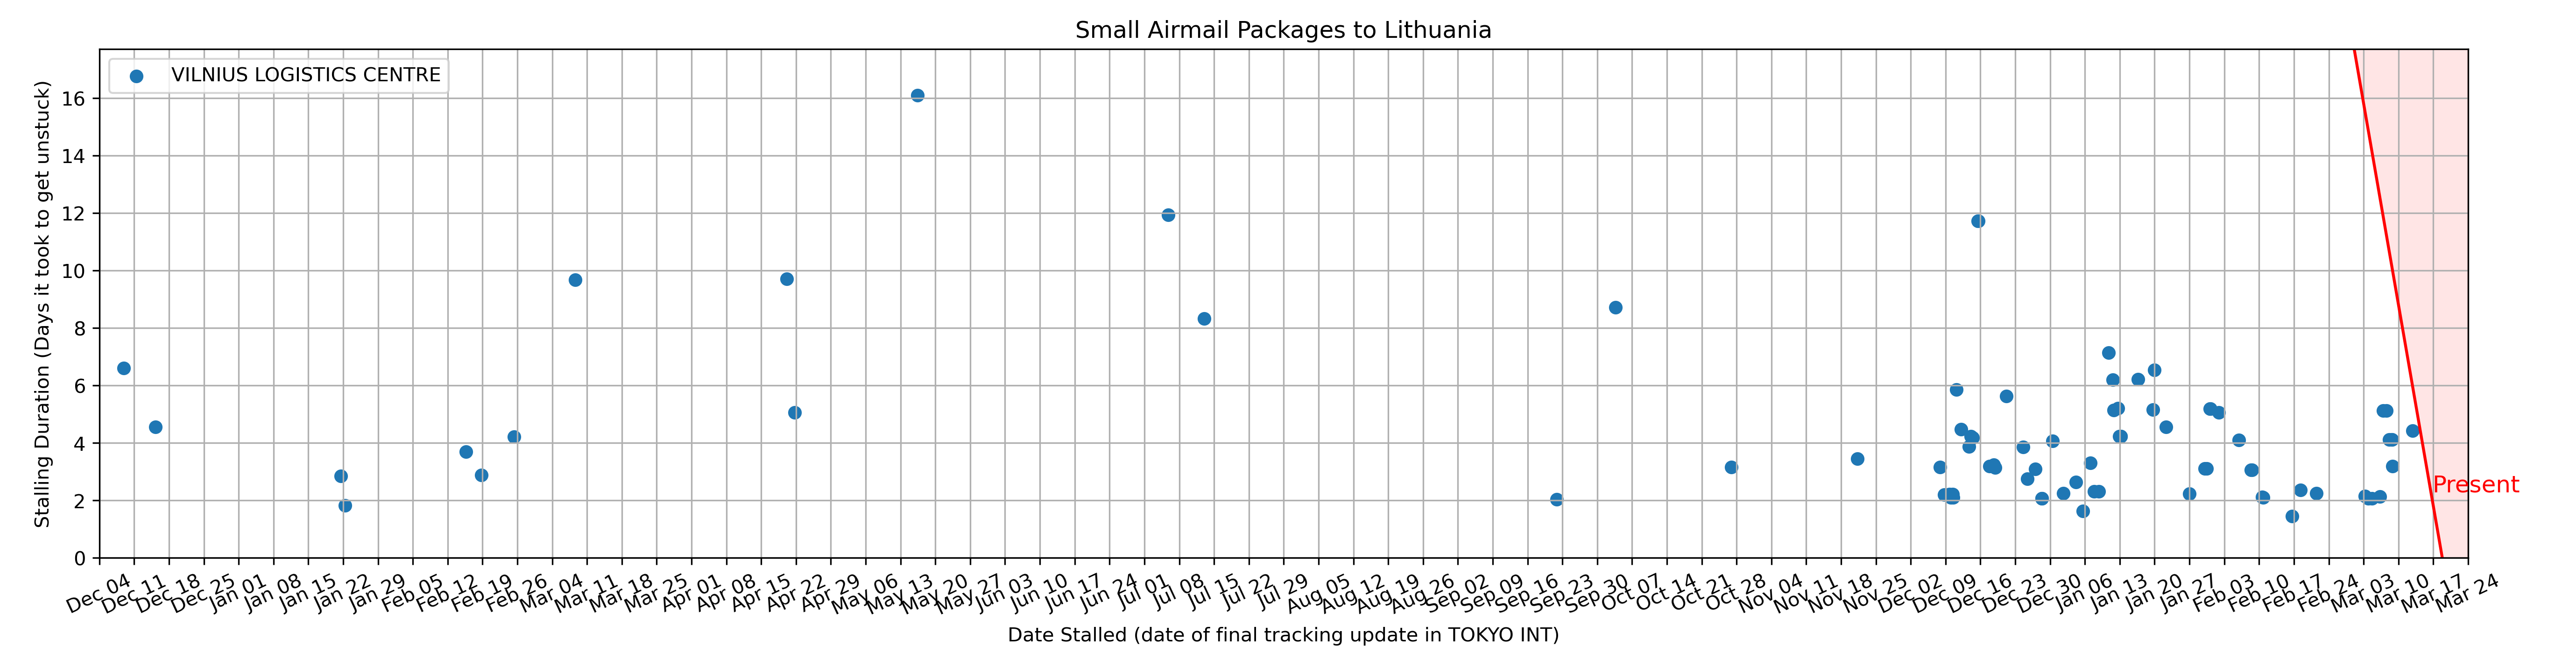 Small Airmail Packages to Lithuania
VILNIUS LOGISTICS CENTRE
Stalling Duration (Days it took to get unstuck)
16
14
12
10
8
6
4
2
0
Present
Dec 04
Dec 11
Dec 18
Dec 25
Jan 01
Jan 08
Jan 15
Jan 22
Jan 29
Feb 05
Feb 12
Feb 19
Feb 26
Mar 04
Mar 11
Mar 18
Mar 25
Apr 01
Apr 08
Apr 15
Apr 22
Apr 29
May 06
May 13
May 20
May 27
Jun 03
Jun 10
Jun 17
Jun 24
Jul 01
Jul 08
Jul 15
Jul 22
Jul 29
Aug 05
Aug 12
Aug 19
Aug 26
Sep 02
Sep 09
Sep 16
Sep 23
Sep 30
Oct 07
Oct 14
Oct 21
Oct 28
Nov 04
Nov 11
Nov 18
Nov 25
Dec 02
Dec 09
Dec 16
Dec 23
Dec 30
Jan 06
Jan 13
Jan 20
Jan 27
Feb 03
Feb 10
Feb 17
Feb 24
Mar 03
Mar 10
Mar 17
Mar 24
Date Stalled (date of final tracking update in TOKYO INT)